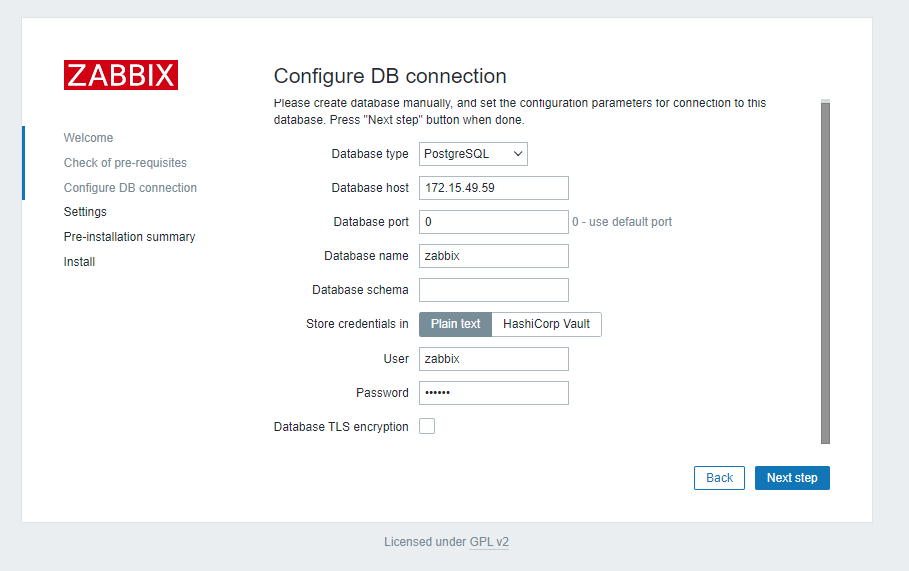 ZABBIX
Welcome
Check of pre-requisites
Configure DB connection
Settings
Pre-installation summary
Install
Configure DB connection
Please create database manually, and set the configuration parameters for connection to this
database. Press "Next step" button when done.
Database type PostgreSQL
Database host 172.15.49.59
Database port 0 0 - use default port
Database name zabbix
Database schema
Store credentials in Plain text HashiCorp Vault
User zabbix
Password ••••••
Database TLS encryption
Back Next step
Licensed under GPL v2